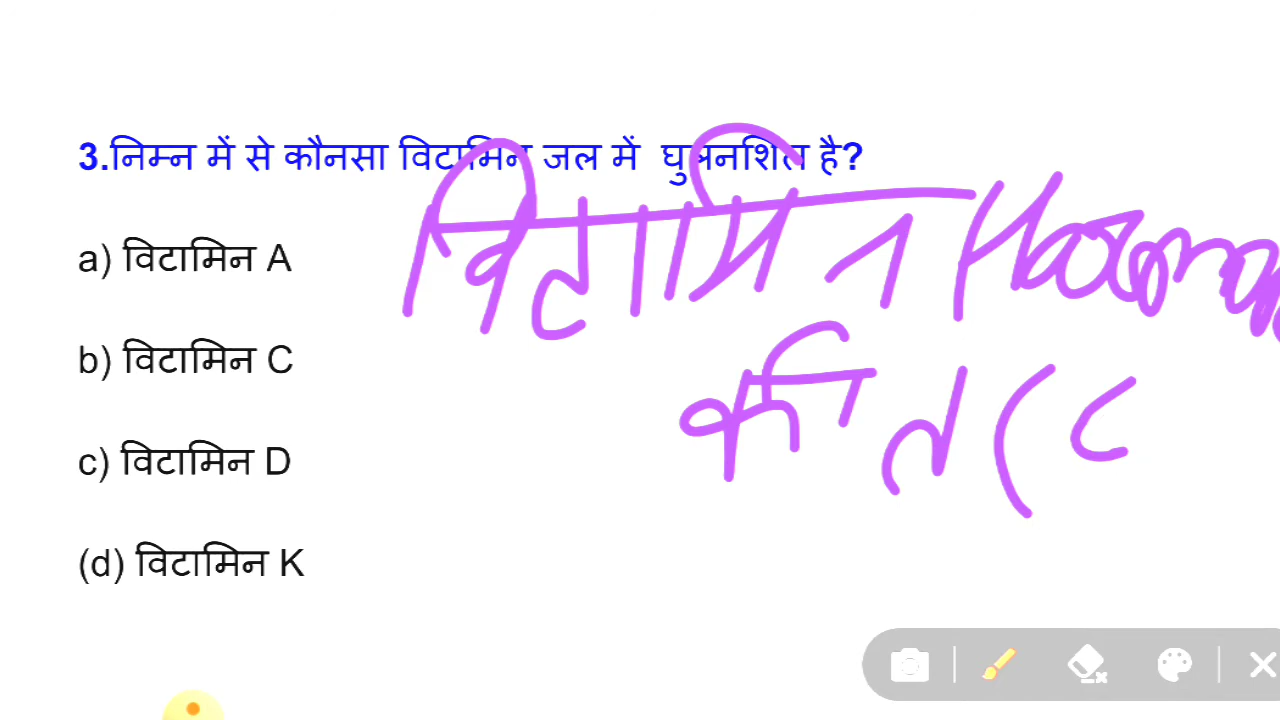 3.निम्न में से कौनसा विटामिन जल में घुलनशिल है?
a) विटामिन A
विटामिन
b) विटामिन C
c) विटामिन D
(d) विटामिन K